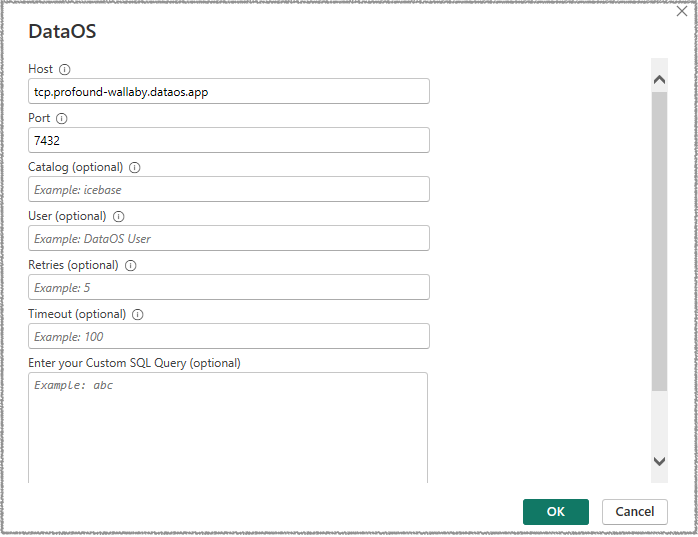 DataOS
Host
tcp.profound-wallaby.dataos.app
Port
7432
Catalog (optional)
Example: icebase
User (optional)
Example: DataOS User
Retries (optional)
Example: 5
Timeout (optional)
Example: 100
Enter your Custom SQL Query (optional)
Example: abc
OK Cancel